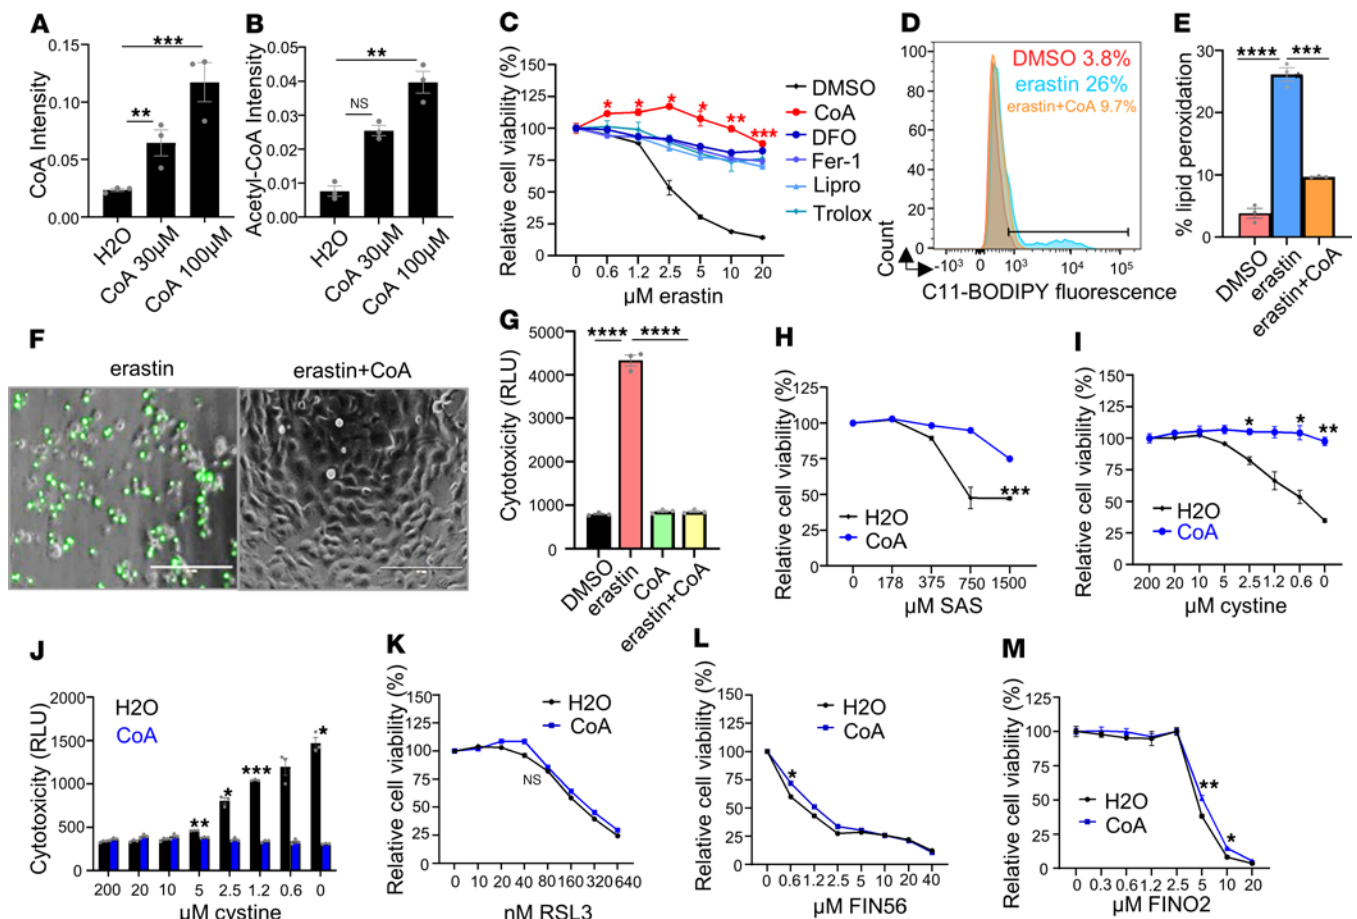 A
CoA Intensity
0.15
0.10
0.05
0.00
***
**
H2O
CoA 30µM
CoA 100µM
B
Acetyl-CoA Intensity
0.05
0.04
0.03
0.02
0.01
0.00
**
NS
H2O
CoA 30µM
CoA 100µM
C
Relative cell viability (%)
150
125
100
75
50
25
0
* * * * ** ***
DMSO
CoA
DFO
Fer-1
Lipro
Trolox
0 0.6 1.2 2.5 5 10 20
µM erastin
D
Count
100
80
60
40
20
0
DMSO 3.8%
erastin 26%
erastin+CoA 9.7%
-10³ 0 10³ 10⁴ 10⁵
C11-BODIPY fluorescence
E
% lipid peroxidation
30
20
10
0
**** ***
DMSO
erastin
erastin+CoA
F
erastin
erastin+CoA
G
Cytotoxicity (RLU)
5000
4000
3000
2000
1000
0
**** ****
DMSO
erastin
CoA
erastin+CoA
H
Relative cell viability (%)
125
100
75
50
25
0
***
H2O
CoA
0 178 375 750 1500
µM SAS
I
Relative cell viability (%)
150
125
100
75
50
25
0
* * **
H2O
CoA
200 20 10 5 2.5 1.2 0.6 0
µM cystine
J
Cytotoxicity (RLU)
2000
1500
1000
500
0
H2O
CoA
** * *** *
200 20 10 5 2.5 1.2 0.6 0
µM cystine
K
Relative cell viability (%)
150
125
100
75
50
25
0
H2O
CoA
NS
0 10 20 40 80 160 320 640
nM RSL3
L
Relative cell viability (%)
150
125
100
75
50
25
0
H2O
CoA
*
0 0.6 1.2 2.5 5 10 20 40
µM FIN56
M
Relative cell viability (%)
125
100
75
50
25
0
** *
H2O
CoA
0 0.3 0.6 1.2 2.5 5 10 20
µM FINO2